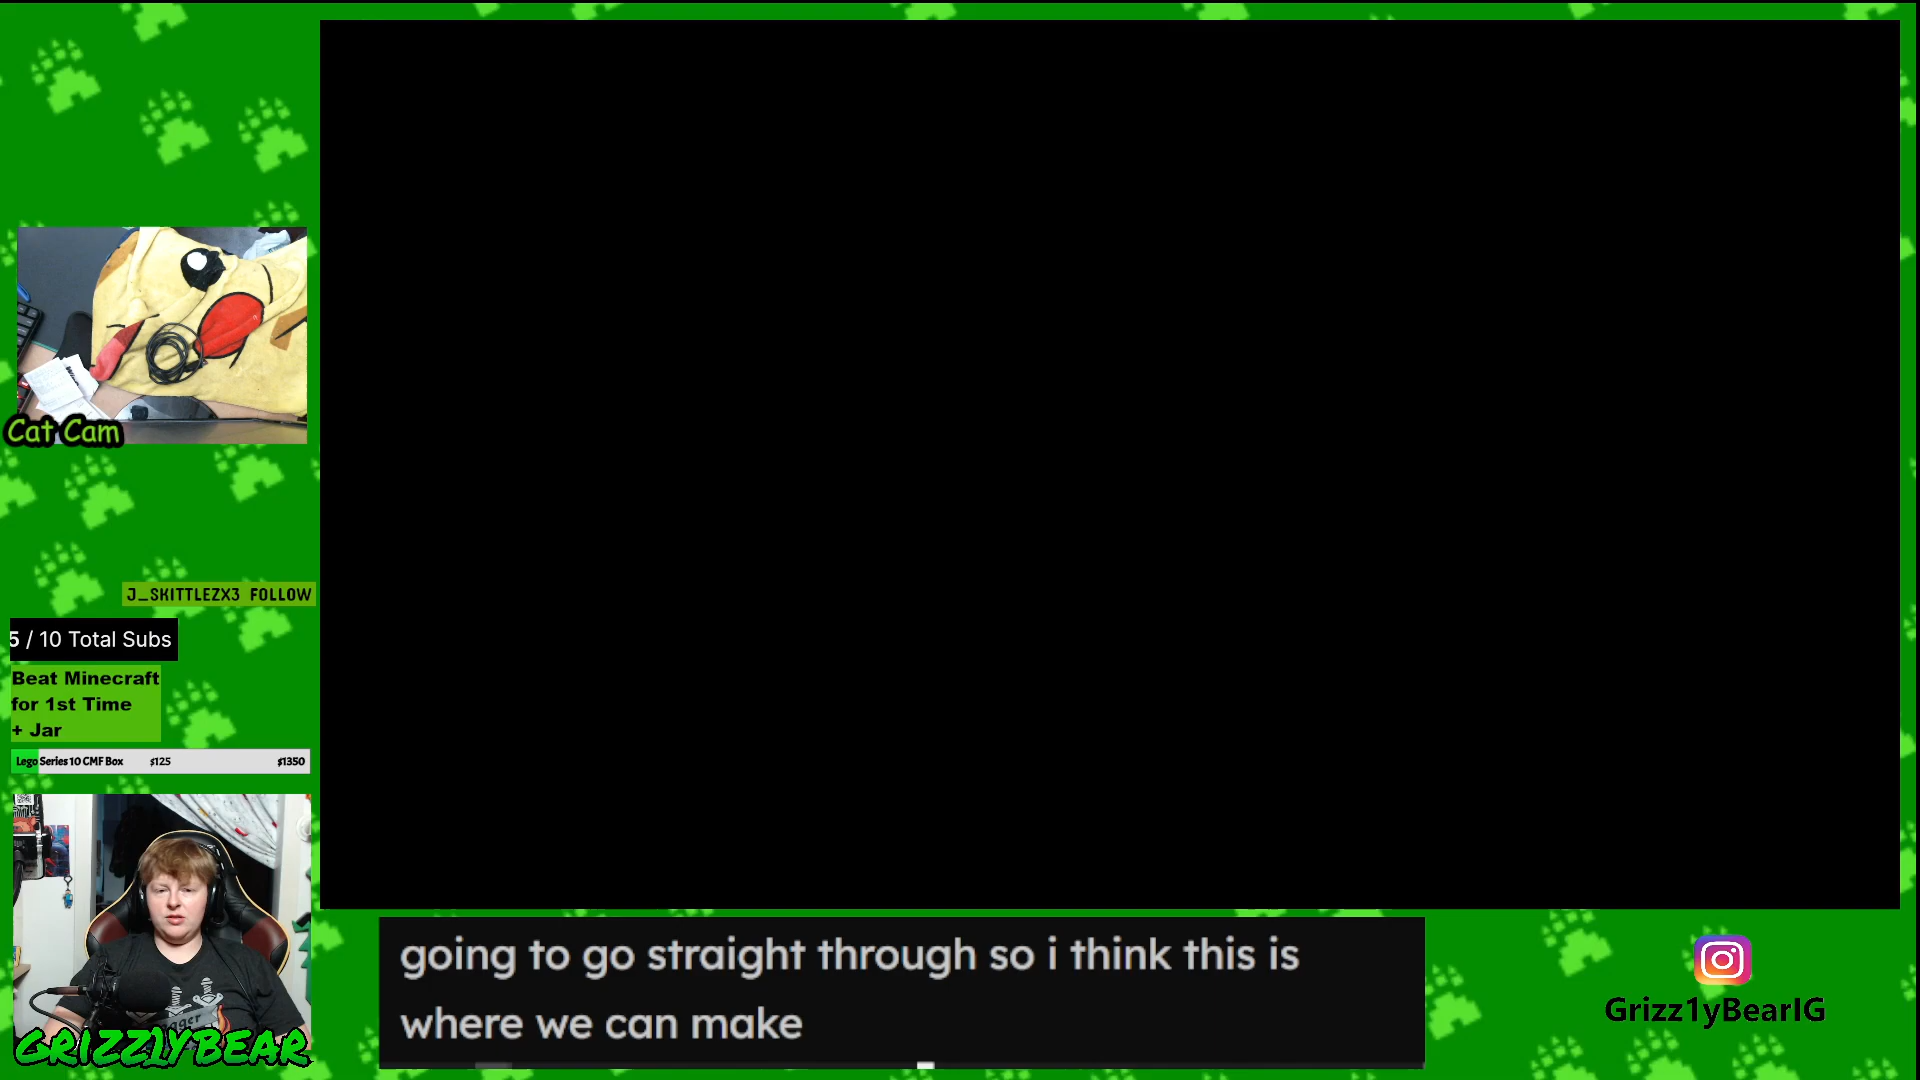 Cat Cam
J_SKITTLEZX3 FOLLOW
5 / 10 Total Subs
Beat Minecraft
for 1st Time
+ Jar
Lego Series 10 CMF Box $125 $1350
GRIZZ1YBEAR
going to go straight through so i think this is
where we can make
Grizz1yBearIG